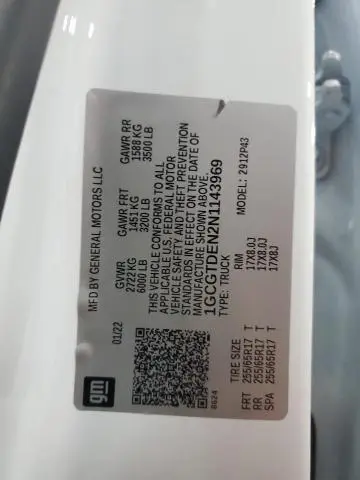 MFD BY GENERAL MOTORS LLC
01/22
GVWR GAWR FRT GAWR RR
2722 KG 1451 KG 1588 KG
6000 LB 3200 LB 3500 LB
THIS VEHICLE CONFORMS TO ALL
APPLICABLE U.S. FEDERAL MOTOR
VEHICLE SAFETY AND THEFT PREVENTION
STANDARDS IN EFFECT ON THE DATE OF
MANUFACTURE SHOWN ABOVE.
1GCGTDEN2N1143969
TYPE: TRUCK MODEL: 2912P43
gm
8624
TIRE SIZE RIM
FRT 255/65R17 T 17X8.0J
RR 255/65R17 T 17X8.0J
SPA 255/65R17 T 17X8J